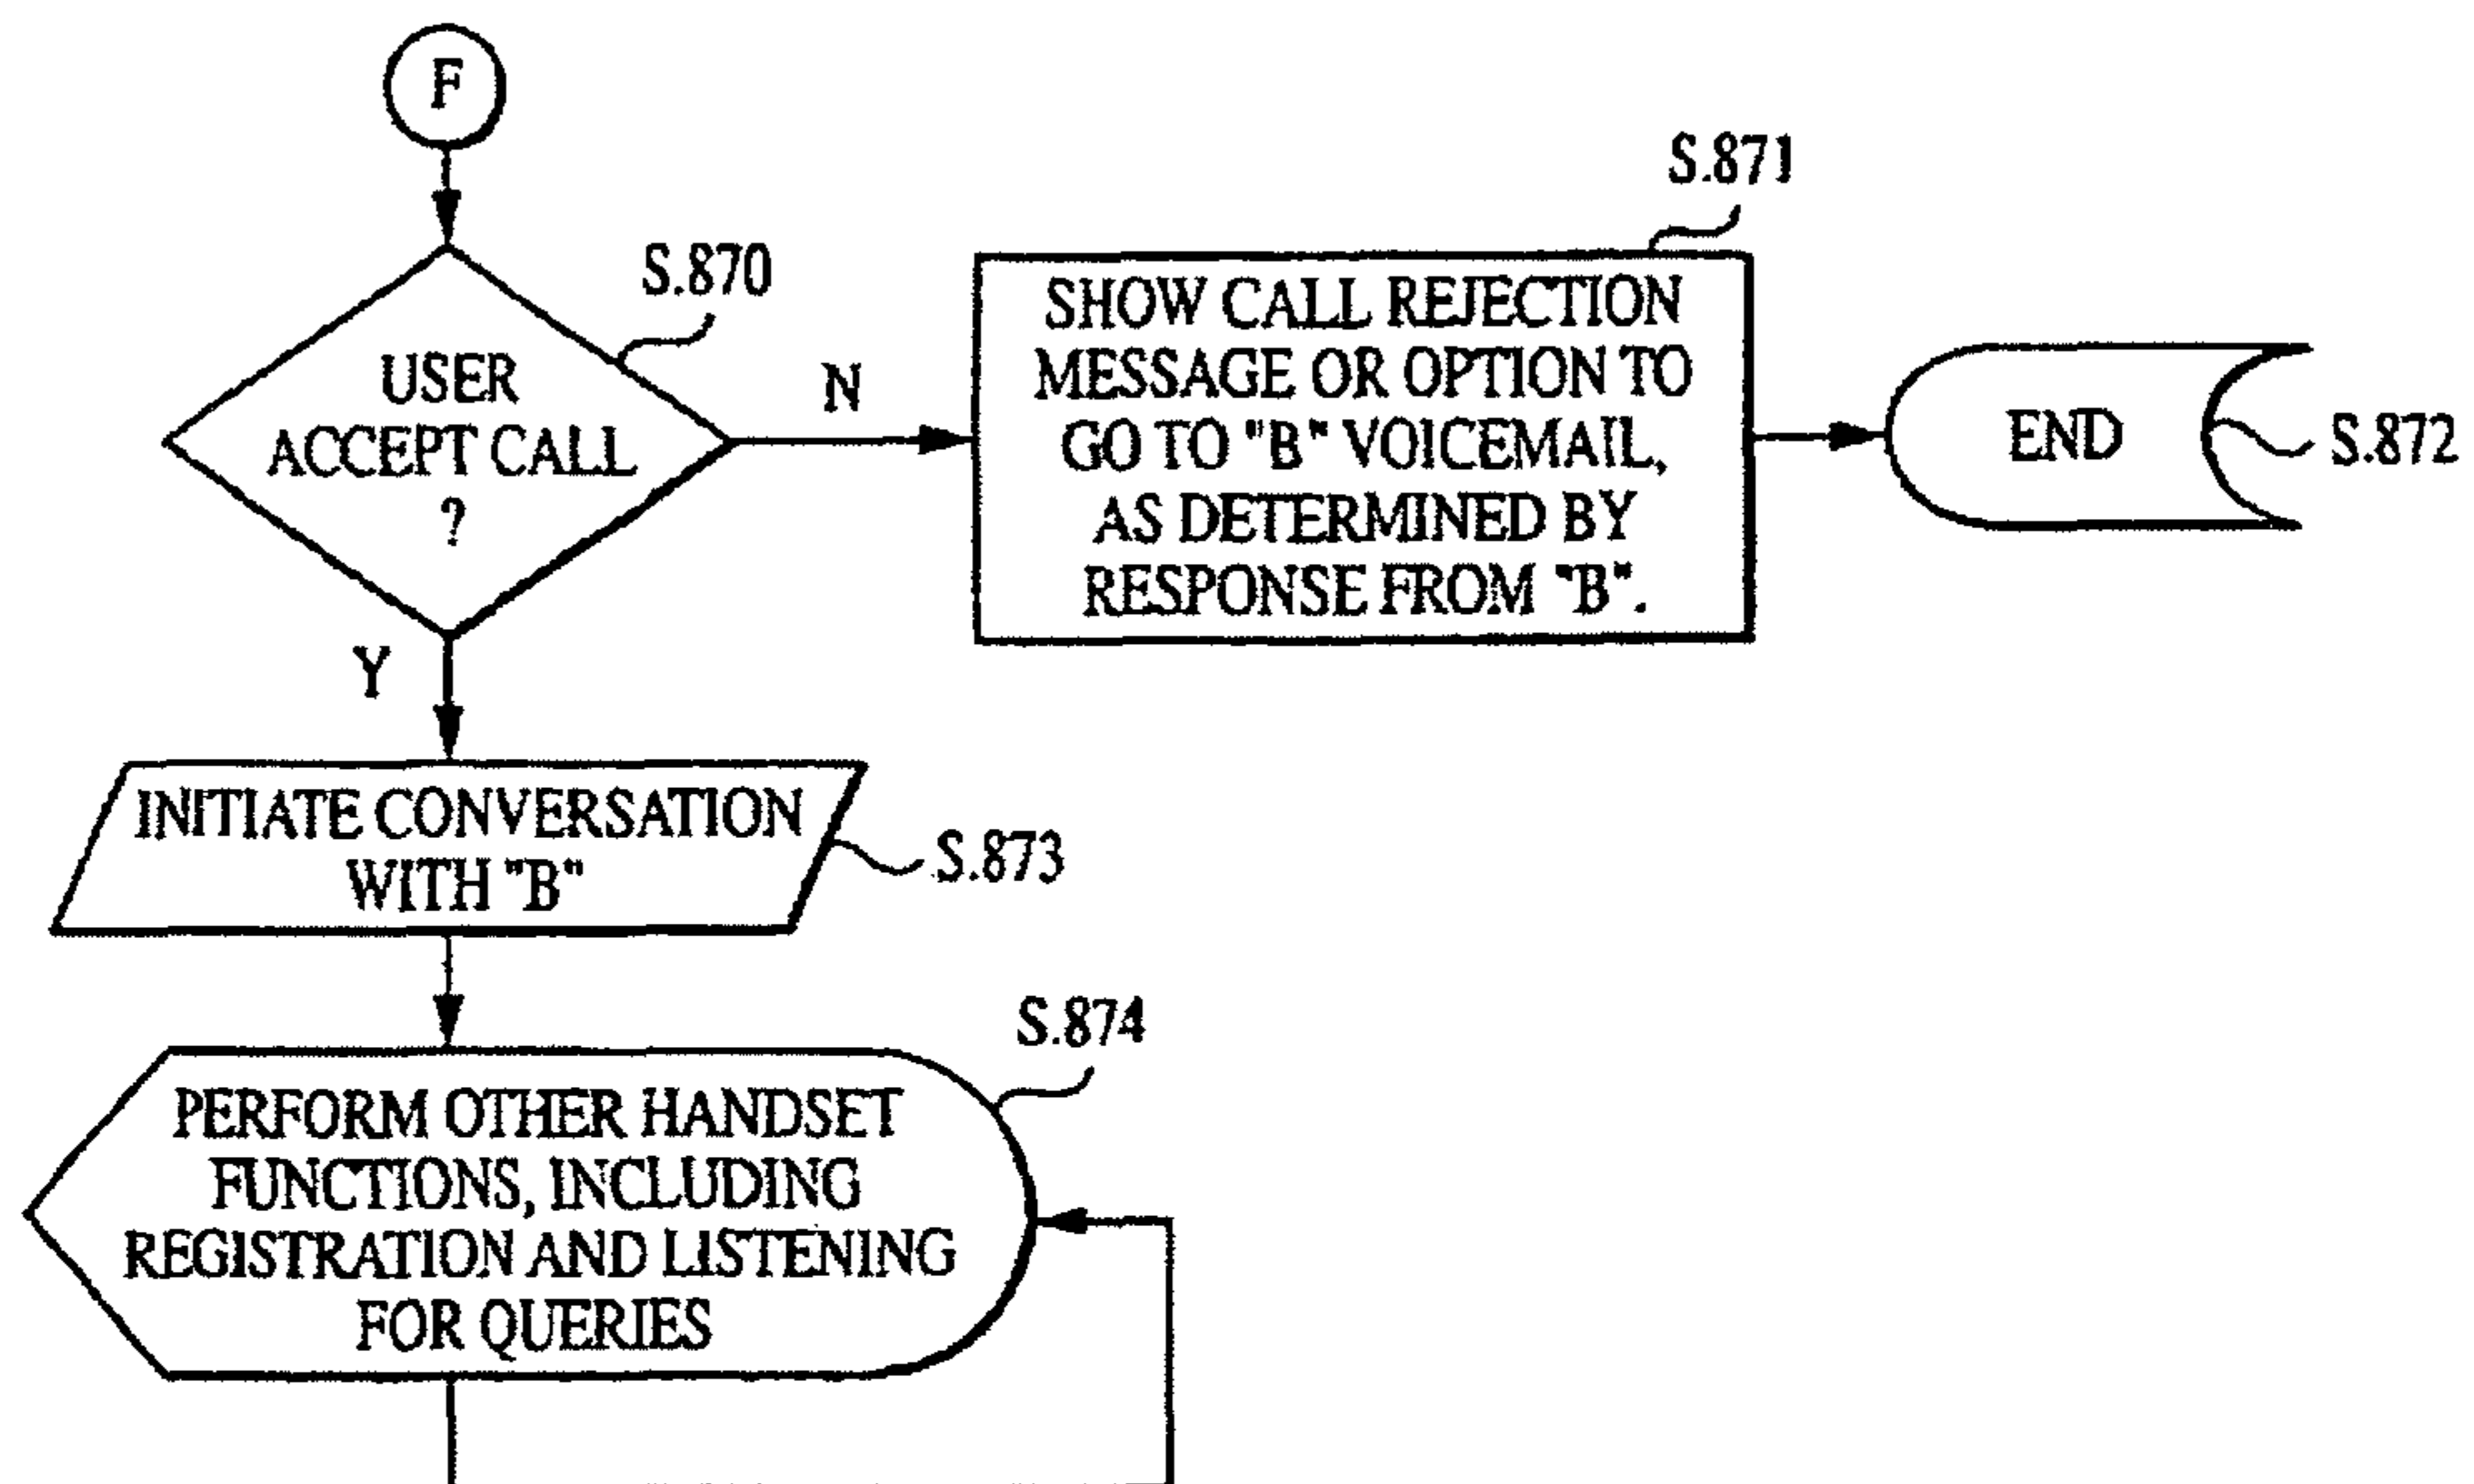 F
S.870
USER
ACCEPT CALL
?
N
Y
S.871
SHOW CALL REJECTION
MESSAGE OR OPTION TO
GO TO "B" VOICEMAIL,
AS DETERMINED BY
RESPONSE FROM "B".
END
S.872
INITIATE CONVERSATION
WITH "B"
S.873
S.874
PERFORM OTHER HANDSET
FUNCTIONS, INCLUDING
REGISTRATION AND LISTENING
FOR QUERIES